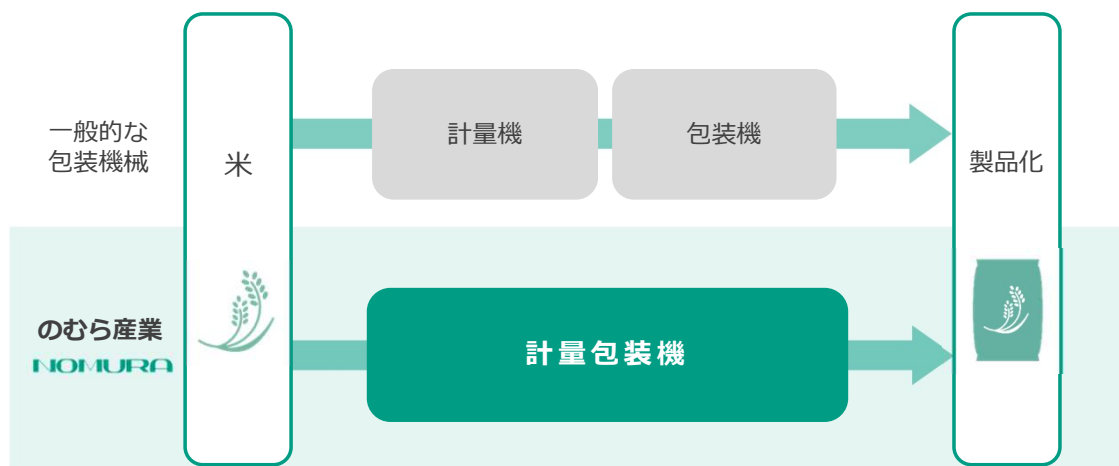 一般的な
包装機械
米
計量機
包装機
製品化
のむら産業
NOMURA
計量包装機